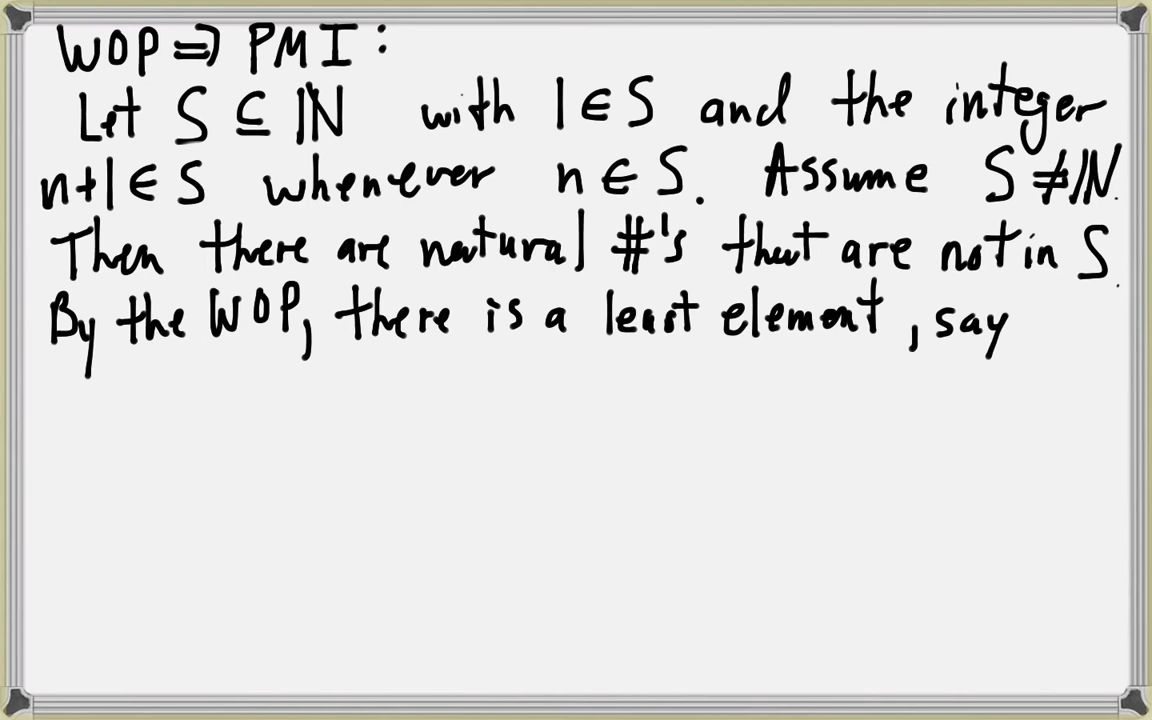 WOP ⇒ PMI :
Let S ⊆ ℕ with 1 ∈ S and the integer
n+1 ∈ S whenever n ∈ S. Assume S ≠ ℕ.
Then there are natural #'s that are not in S.
By the WOP, there is a least element, say